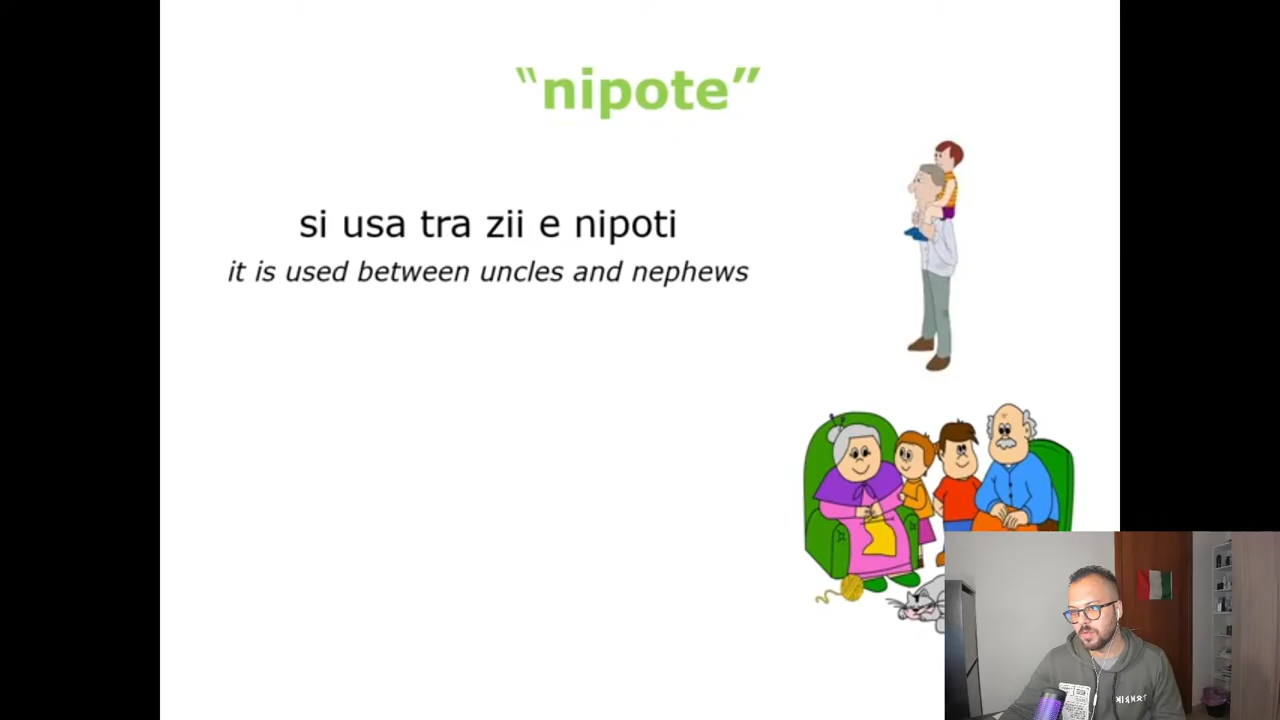 “nipote”
si usa tra zii e nipoti
it is used between uncles and nephews